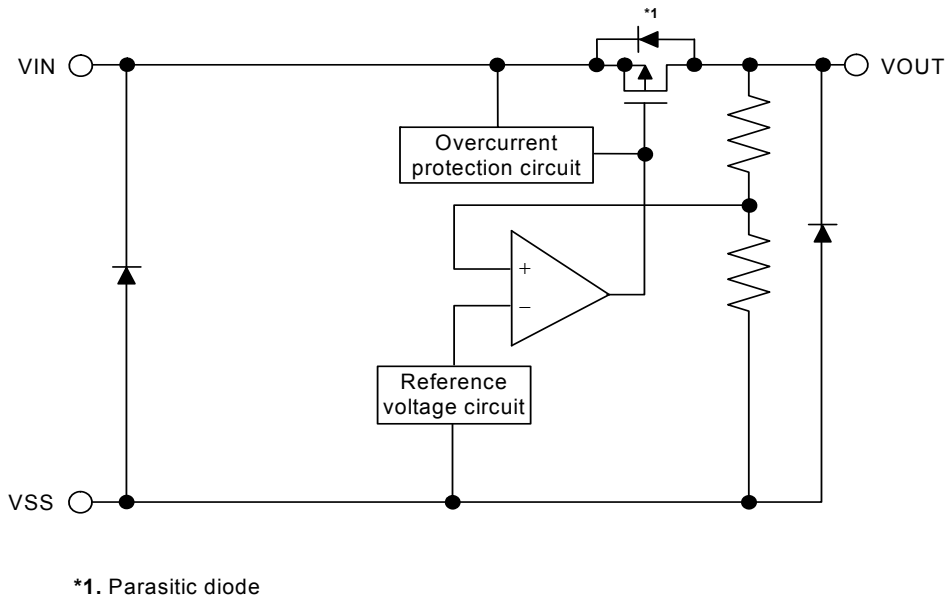 *1
VIN
VOUT
Overcurrent
protection circuit
+
−
Reference
voltage circuit
VSS
*1. Parasitic diode